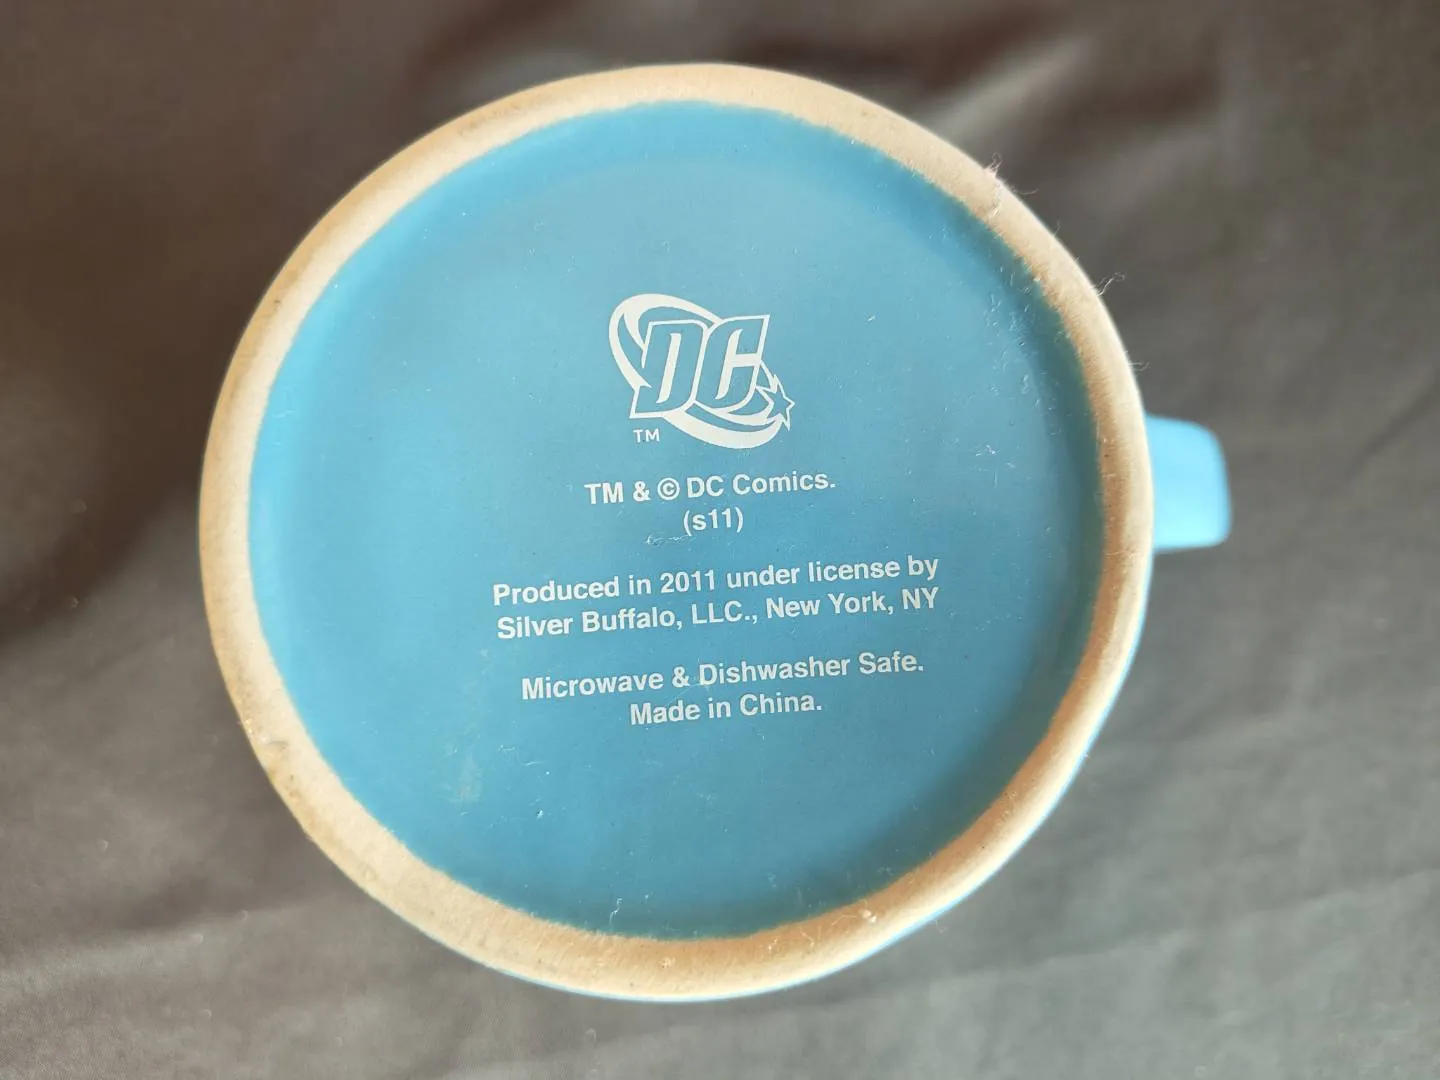 DC
TM
TM & © DC Comics.
(s11)
Produced in 2011 under license by
Silver Buffalo, LLC., New York, NY
Microwave & Dishwasher Safe.
Made in China.